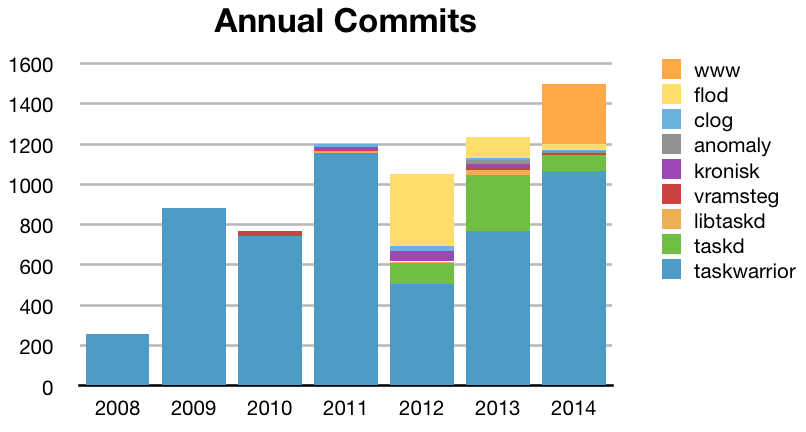 Annual Commits
1600
1400
1200
1000
800
600
400
200
0
2008 2009 2010 2011 2012 2013 2014
www
flod
clog
anomaly
kronisk
vramsteg
libtaskd
taskd
taskwarrior